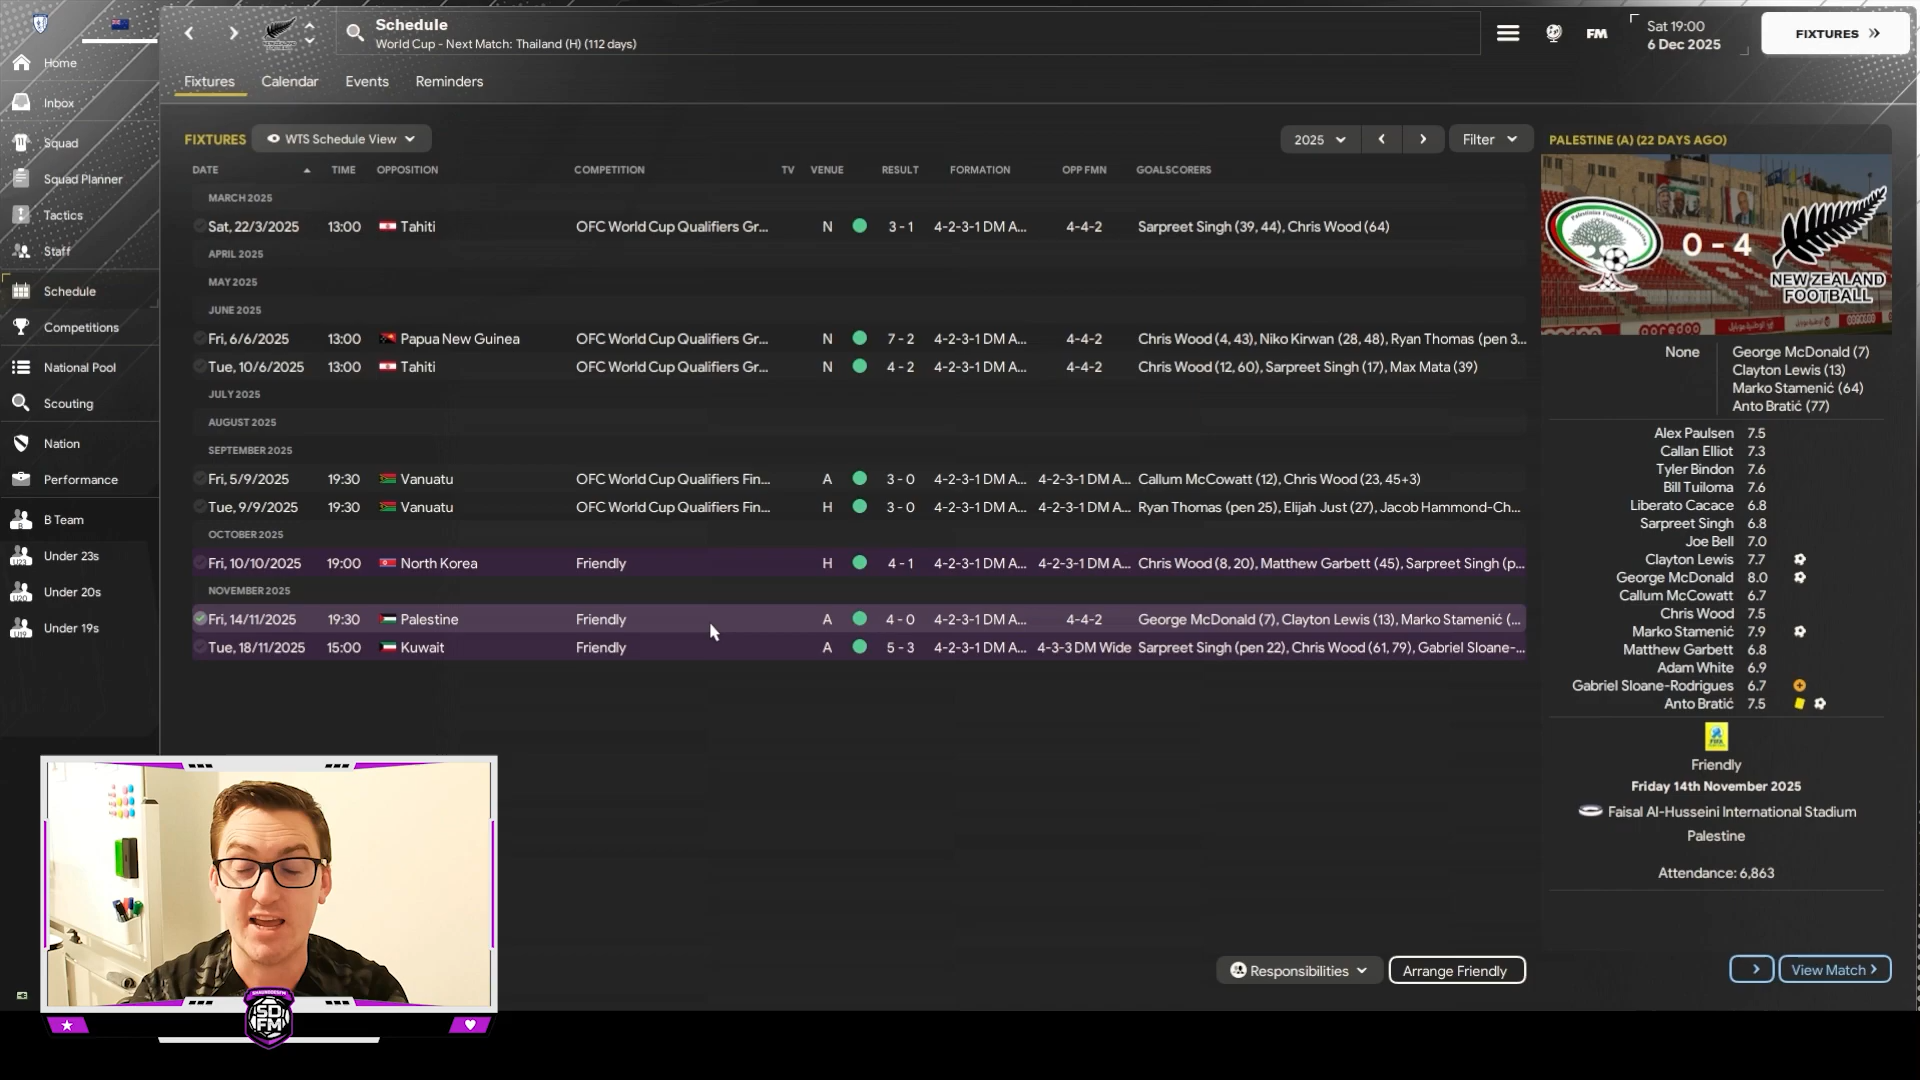 Schedule
World Cup - Next Match: Thailand (H) (112 days)
FM
Sat 19:00
6 Dec 2025
FIXTURES
Home
Inbox
Squad
Squad Planner
Tactics
Staff
Schedule
Competitions
National Pool
Scouting
Nation
Performance
B Team
Under 23s
Under 20s
Under 19s
Fixtures Calendar Events Reminders
FIXTURES WTS Schedule View 2025 Filter
DATE TIME OPPOSITION COMPETITION TV VENUE RESULT FORMATION OPP FMN GOALSCORERS
MARCH 2025
Sat, 22/3/2025 13:00 Tahiti OFC World Cup Qualifiers Gr... N 3 - 1 4-2-3-1 DM A... 4-4-2 Sarpreet Singh (39, 44), Chris Wood (64)
APRIL 2025
MAY 2025
JUNE 2025
Fri, 6/6/2025 13:00 Papua New Guinea OFC World Cup Qualifiers Gr... N 7 - 2 4-2-3-1 DM A... 4-4-2 Chris Wood (4, 43), Niko Kirwan (28, 48), Ryan Thomas (pen 3...
Tue, 10/6/2025 13:00 Tahiti OFC World Cup Qualifiers Gr... N 4 - 2 4-2-3-1 DM A... 4-4-2 Chris Wood (12, 60), Sarpreet Singh (17), Max Mata (39)
JULY 2025
AUGUST 2025
SEPTEMBER 2025
Fri, 5/9/2025 19:30 Vanuatu OFC World Cup Qualifiers Fin... A 3 - 0 4-2-3-1 DM A... 4-2-3-1 DM A... Callum McCowatt (12), Chris Wood (23, 45+3)
Tue, 9/9/2025 19:30 Vanuatu OFC World Cup Qualifiers Fin... H 3 - 0 4-2-3-1 DM A... 4-2-3-1 DM A... Ryan Thomas (pen 25), Elijah Just (27), Jacob Hammond-Ch...
OCTOBER 2025
Fri, 10/10/2025 19:00 North Korea Friendly H 4 - 1 4-2-3-1 DM A... 4-2-3-1 DM A... Chris Wood (8, 20), Matthew Garbett (45), Sarpreet Singh (p...
NOVEMBER 2025
Fri, 14/11/2025 19:30 Palestine Friendly A 4 - 0 4-2-3-1 DM A... 4-4-2 George McDonald (7), Clayton Lewis (13), Marko Stamenić (...
Tue, 18/11/2025 15:00 Kuwait Friendly A 5 - 3 4-2-3-1 DM A... 4-3-3 DM Wide Sarpreet Singh (pen 22), Chris Wood (61, 79), Gabriel Sloane-...
Responsibilities Arrange Friendly
PALESTINE (A) (22 DAYS AGO)
0 - 4
NEW ZEALAND
FOOTBALL
ooredoo
None
George McDonald (7)
Clayton Lewis (13)
Marko Stamenić (64)
Anto Bratić (77)
Alex Paulsen 7.5
Callan Elliot 7.3
Tyler Bindon 7.6
Bill Tuiloma 7.6
Liberato Cacace 6.8
Sarpreet Singh 6.8
Joe Bell 7.0
Clayton Lewis 7.7
George McDonald 8.0
Callum McCowatt 6.7
Chris Wood 7.5
Marko Stamenić 7.9
Matthew Garbett 6.8
Adam White 6.9
Gabriel Sloane-Rodrigues 6.7
Anto Bratić 7.5
Friendly
Friday 14th November 2025
Faisal Al-Husseini International Stadium
Palestine
Attendance: 6,863
View Match
SD
FM